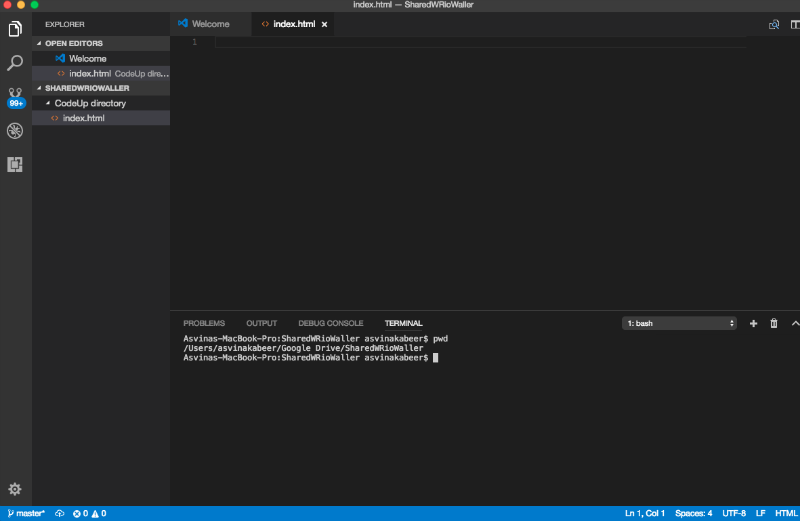 index.html — SharedWRioWaller
EXPLORER
OPEN EDITORS
Welcome
index.html CodeUp dire...
SHAREDWRIOWALLER
CodeUp directory
index.html
99+
Welcome
index.html
1
PROBLEMS OUTPUT DEBUG CONSOLE TERMINAL
1: bash
Asvinas-MacBook-Pro:SharedWRioWaller asvinakabeer$ pwd
/Users/asvinakabeer/Google Drive/SharedWRioWaller
Asvinas-MacBook-Pro:SharedWRioWaller asvinakabeer$
master* 0 0 Ln 1, Col 1 Spaces: 4 UTF-8 LF HTML